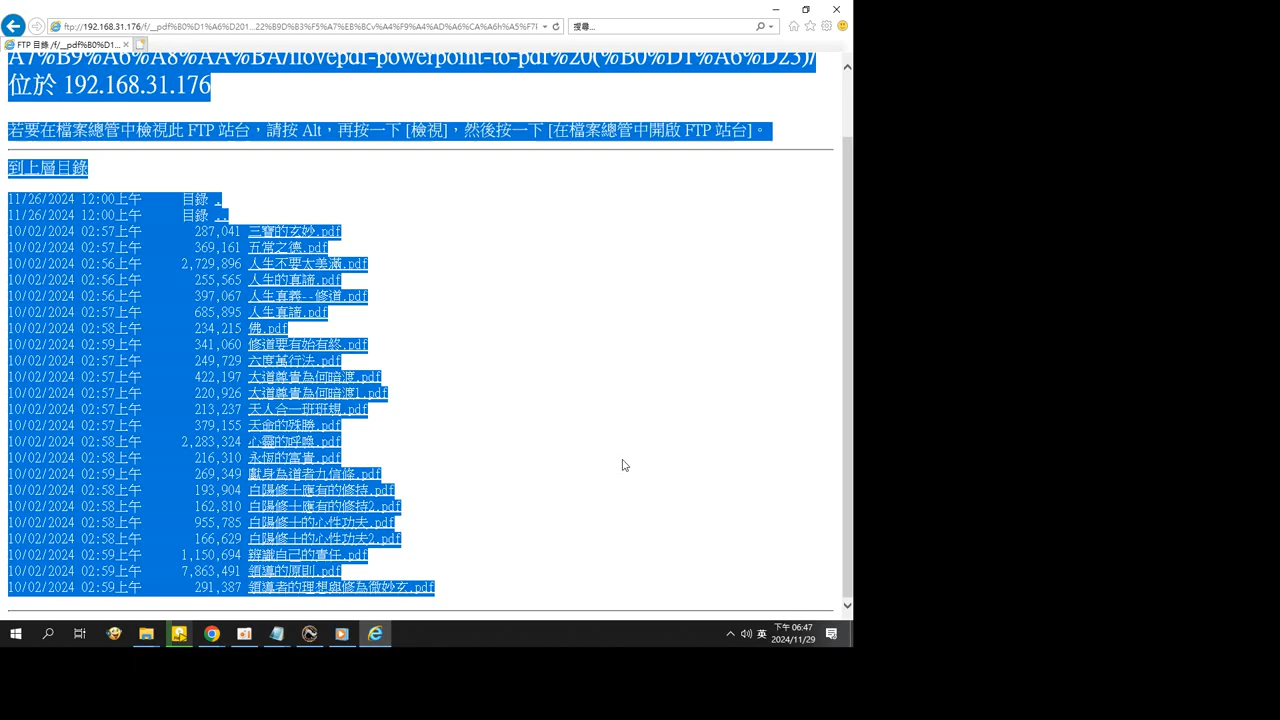 ftp://192.168.31.176/f/__pdf%B0%D1%A6%D201...22%B9%D3%F5%A7%EB%BCv%A4%F9%A4%AD%A6%CA%A6h%A5%F7%
搜尋...
FTP 目錄 /f/__pdf%B0%D1...
A7%B9%A6%A8%AA%BA/ilovepdf-powerpoint-to-pdf%20(%B0%D1%A6%D23)/
位於 192.168.31.176
若要在檔案總管中檢視此 FTP 站台，請按 Alt，再按一下 [檢視]，然後按一下 [在檔案總管中開啟 FTP 站台]。
到上層目錄
11/26/2024 12:00上午 目錄 .
11/26/2024 12:00上午 目錄 ..
10/02/2024 02:57上午 287,041 三寶的玄妙.pdf
10/02/2024 02:57上午 369,161 五常之德.pdf
10/02/2024 02:56上午 2,729,896 人生不要太美滿.pdf
10/02/2024 02:56上午 255,565 人生的真諦.pdf
10/02/2024 02:56上午 397,067 人生真義--修道.pdf
10/02/2024 02:57上午 685,895 人生真諦.pdf
10/02/2024 02:58上午 234,215 佛.pdf
10/02/2024 02:59上午 341,060 修道要有始有終.pdf
10/02/2024 02:57上午 249,729 六度萬行法.pdf
10/02/2024 02:57上午 422,197 大道尊貴為何暗渡.pdf
10/02/2024 02:57上午 220,926 大道尊貴為何暗渡1.pdf
10/02/2024 02:57上午 213,237 天人合一班班規.pdf
10/02/2024 02:57上午 379,155 天命的殊勝.pdf
10/02/2024 02:58上午 2,283,324 心靈的呼喚.pdf
10/02/2024 02:58上午 216,310 永恆的富貴.pdf
10/02/2024 02:59上午 269,349 獻身為道者九信條.pdf
10/02/2024 02:58上午 193,904 白陽修士應有的修持.pdf
10/02/2024 02:58上午 162,810 白陽修士應有的修持2.pdf
10/02/2024 02:58上午 955,785 白陽修士的心性功夫.pdf
10/02/2024 02:58上午 166,629 白陽修士的心性功夫2.pdf
10/02/2024 02:59上午 1,150,694 辨識自己的責任.pdf
10/02/2024 02:59上午 7,863,491 領導的原則.pdf
10/02/2024 02:59上午 291,387 領導者的理想與修為微妙玄.pdf
英
下午 06:47
2024/11/29